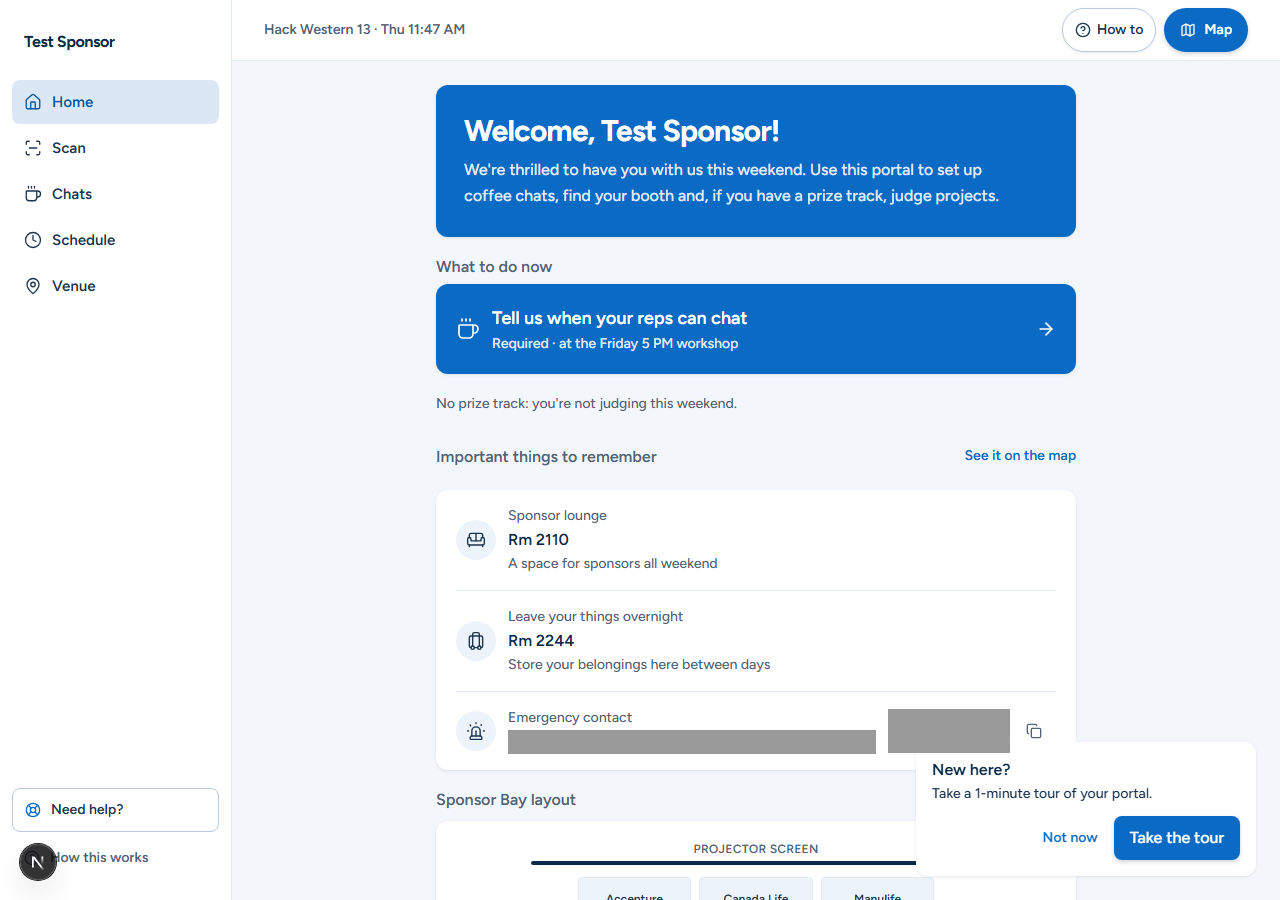 Test Sponsor
Home
Scan
Chats
Schedule
Venue
Need help?
How this works
N
Hack Western 13 · Thu 11:47 AM
How to
Map
Welcome, Test Sponsor!
We're thrilled to have you with us this weekend. Use this portal to set up
coffee chats, find your booth and, if you have a prize track, judge projects.
What to do now
Tell us when your reps can chat
Required · at the Friday 5 PM workshop
No prize track: you're not judging this weekend.
Important things to remember
See it on the map
Sponsor lounge
Rm 2110
A space for sponsors all weekend
Leave your things overnight
Rm 2244
Store your belongings here between days
Emergency contact
Sponsor Bay layout
PROJECTOR SCREEN
Accenture
Canada Life
Manulife
New here?
Take a 1-minute tour of your portal.
Not now
Take the tour